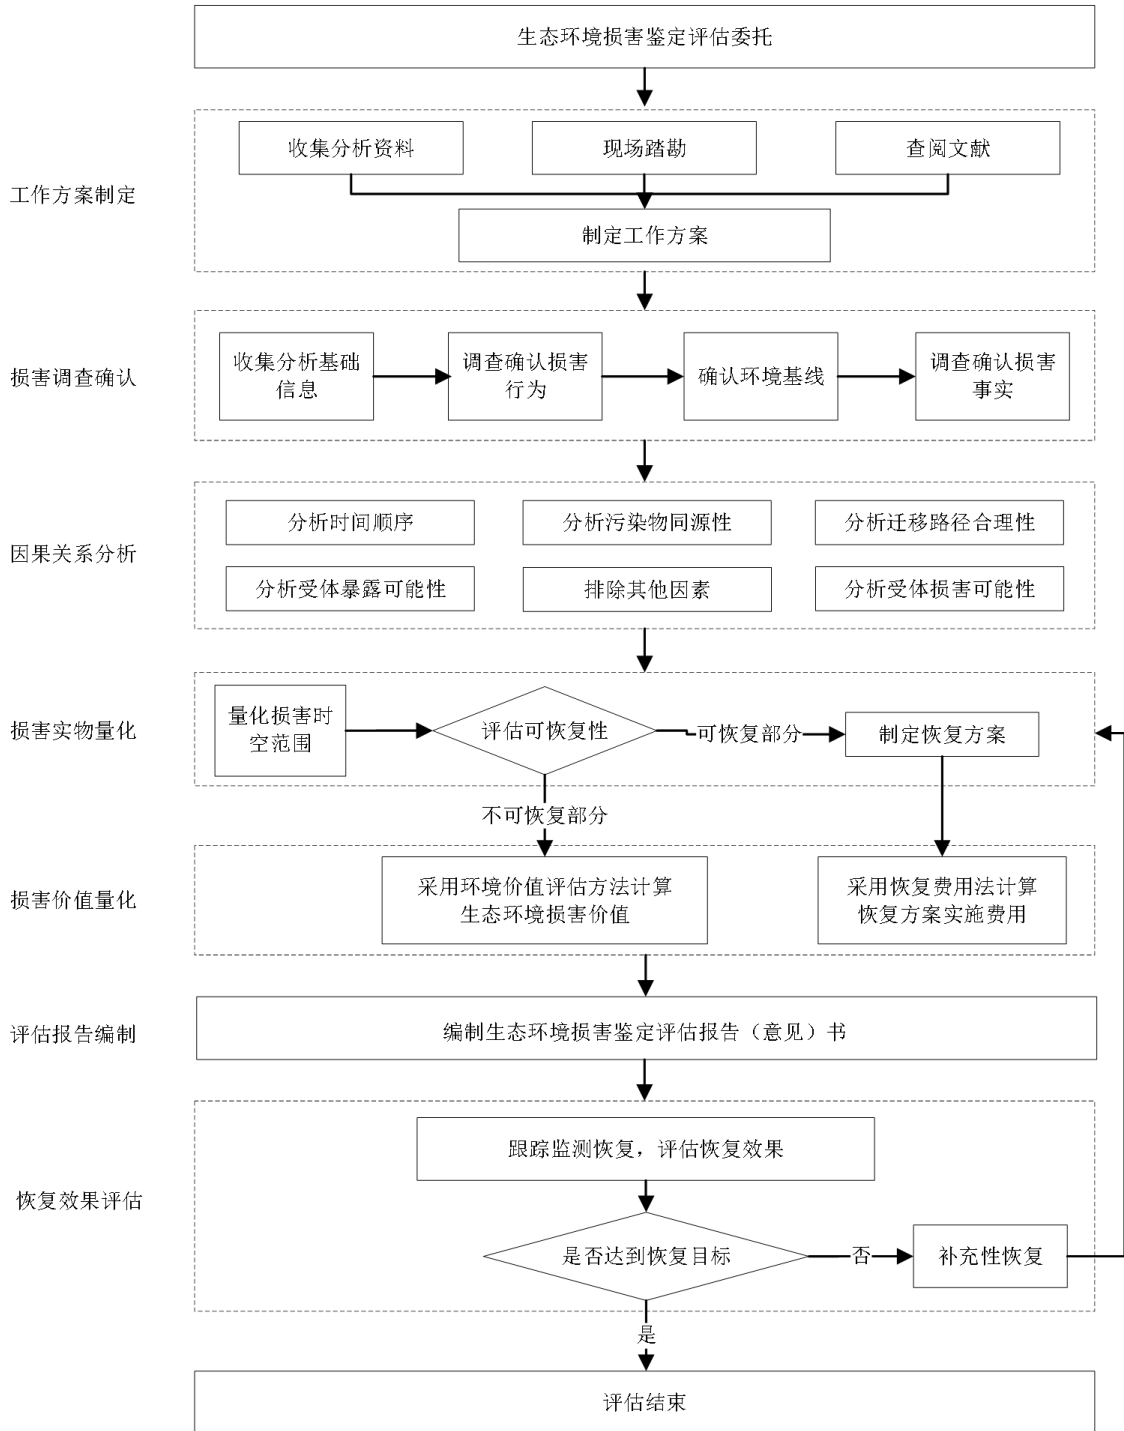 生态环境损害鉴定评估委托
收集分析资料
现场踏勘
查阅文献
工作方案制定
制定工作方案
损害调查确认
收集分析基础
信息
调查确认损害
行为
确认环境基线
调查确认损害
事实
因果关系分析
分析时间顺序
分析污染物同源性
分析迁移路径合理性
分析受体暴露可能性
排除其他因素
分析受体损害可能性
损害实物量化
量化损害时
空范围
评估可恢复性
可恢复部分
制定恢复方案
不可恢复部分
损害价值量化
采用环境价值评估方法计算
生态环境损害价值
采用恢复费用法计算
恢复方案实施费用
评估报告编制
编制生态环境损害鉴定评估报告（意见）书
恢复效果评估
跟踪监测恢复，评估恢复效果
是否达到恢复目标
否
补充性恢复
是
评估结束